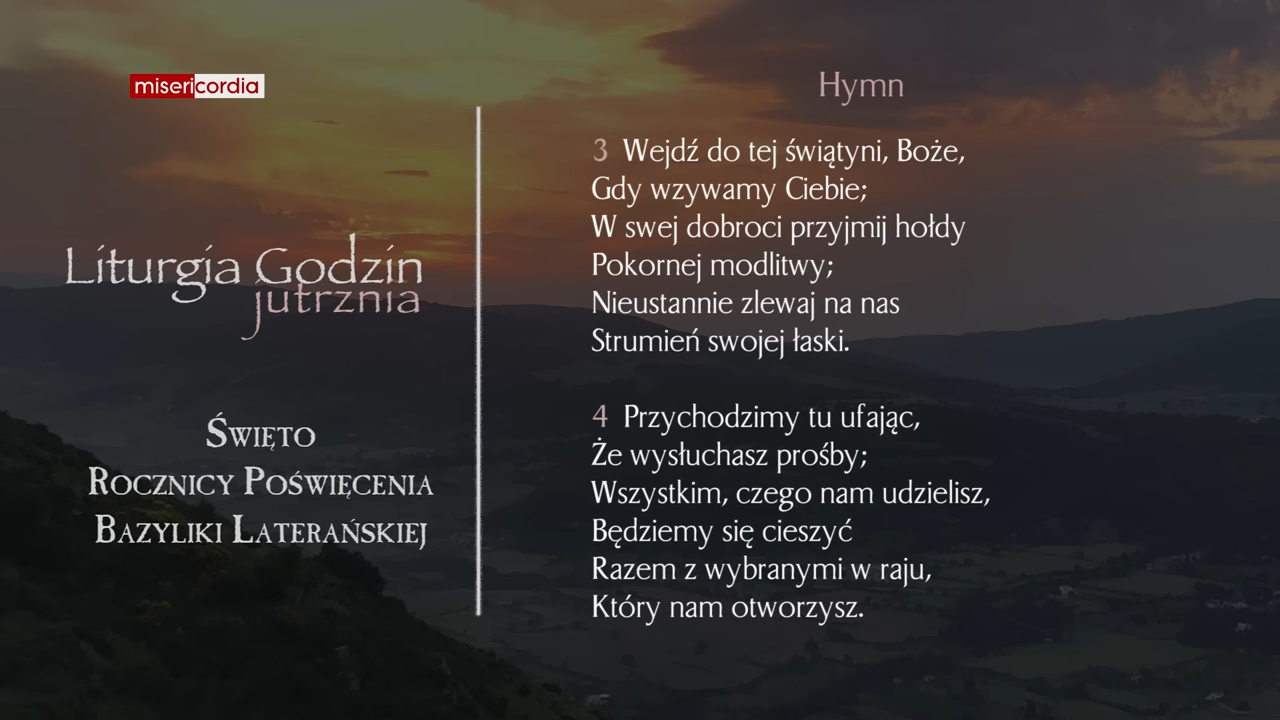 misericordia
Liturgia Godzin
jutrznia
Święto
Rocznicy Poświęcenia
Bazyliki Laterańskiej
Hymn
3 Wejdź do tej świątyni, Boże,
Gdy wzywamy Ciebie;
W swej dobroci przyjmij hołdy
Pokornej modlitwy;
Nieustannie zlewaj na nas
Strumień swojej łaski.
4 Przychodzimy tu ufając,
Że wysłuchasz prośby;
Wszystkim, czego nam udzielisz,
Będziemy się cieszyć
Razem z wybranymi w raju,
Który nam otworzysz.